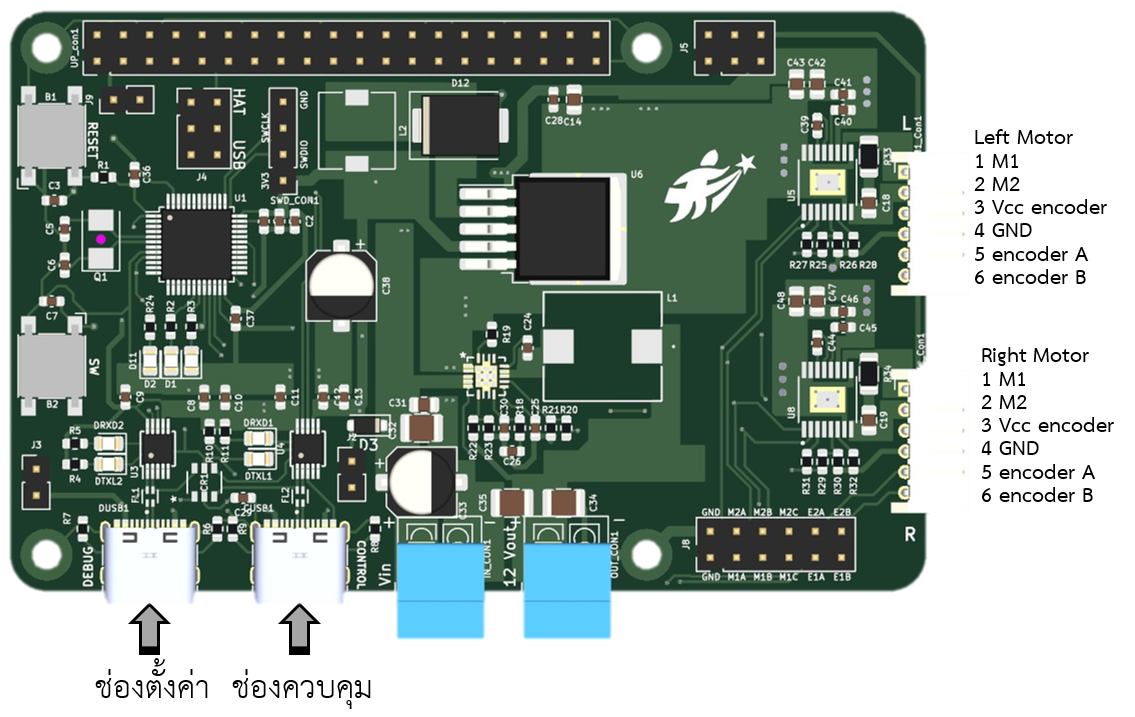 UP_con1
J5
B1
J9
RESET
HAT
USB
J4
GND
SWCLK
SWDIO
3V3
SWD_CON1
L2
D12
C28
C14
C43
C42
C41
C40
C39
L
R33
U5
C18
R27
R25
R26
R28
Left Motor
1 M1
2 M2
3 Vcc encoder
4 GND
5 encoder A
6 encoder B
R1
C36
C3
C5
C6
Q1
U1
C2
C38
U6
C7
R24
R2
R3
C37
D11
D2
D1
SW
B2
C9
C8
C10
C11
C13
L1
R19
C24
*
C48
C47
C46
C45
C44
R34
U8
C19
R31
R29
R30
R32
Right Motor
1 M1
2 M2
3 Vcc encoder
4 GND
5 encoder A
6 encoder B
C31
C32
R22
R23
C30
R18
C25
R21
R20
C26
J3
R5
R4
DRXD2
DTXL2
U3
R10
R11
DRXD1
DTXL1
U4
J2
D3
FL1
*
CR1
FL2
C29
DUSB1
CUSB1
R7
R6
R9
R8
DEBUG
CONTROL
+
Vin
C33
IN_CON1
C35
12 Vout
C34
OUT_CON1
J8
GND
M2A
M2B
M2C
E2A
E2B
GND
M1A
M1B
M1C
E1A
E1B
R
ช่องตั้งค่า
ช่องควบคุม